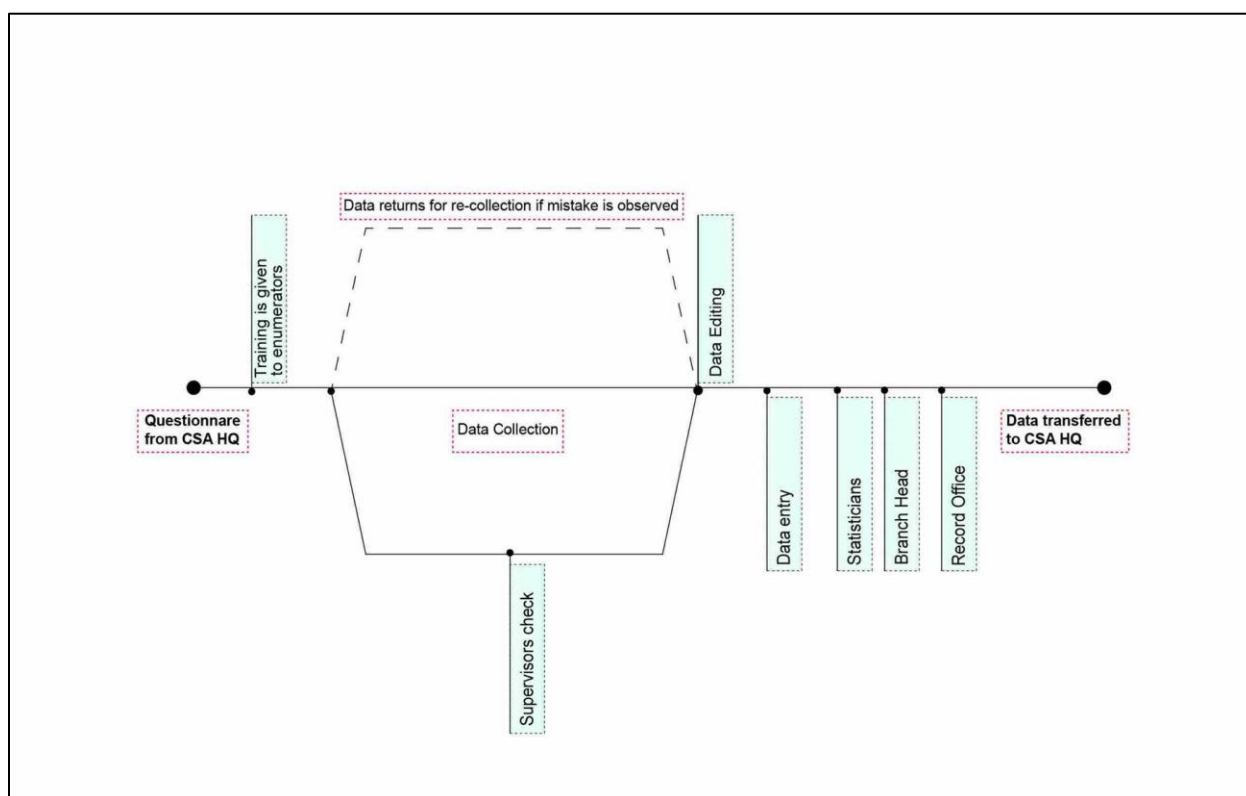 Data returns for re-collection if mistake is observed
Training is given
to enumerators
Data Editing
Questionnare
from CSA HQ
Data Collection
Data transferred
to CSA HQ
Data entry
Statisticians
Branch Head
Record Office
Supervisors check